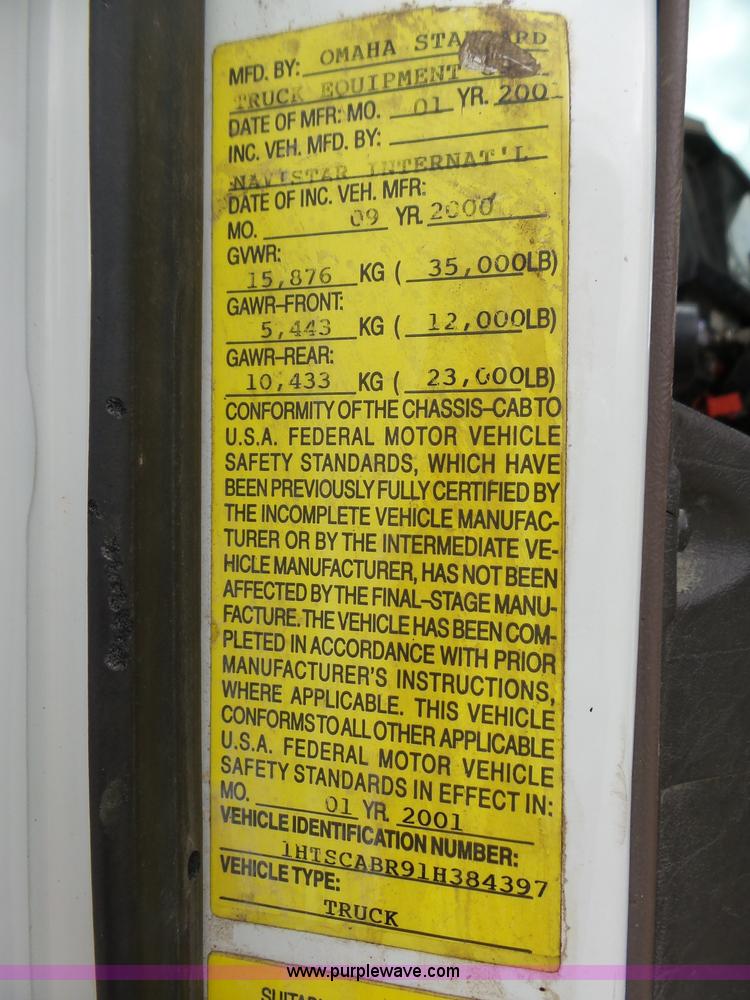 MFD. BY: OMAHA STANDARD
TRUCK EQUIPMENT
DATE OF MFR: MO. 01 YR. 200
INC. VEH. MFD. BY:
NAVISTAR INTERNAT'L
DATE OF INC. VEH. MFR:
MO. 09 YR. 2000
GVWR:
15,876 KG ( 35,000LB)
GAWR-FRONT:
5,443 KG ( 12,000LB)
GAWR-REAR:
10,433 KG ( 23,000LB)
CONFORMITY OF THE CHASSIS-CAB TO
U.S.A. FEDERAL MOTOR VEHICLE
SAFETY STANDARDS, WHICH HAVE
BEEN PREVIOUSLY FULLY CERTIFIED BY
THE INCOMPLETE VEHICLE MANUFAC-
TURER OR BY THE INTERMEDIATE VE-
HICLE MANUFACTURER, HAS NOT BEEN
AFFECTED BY THE FINAL-STAGE MANU-
FACTURE. THE VEHICLE HAS BEEN COM-
PLETED IN ACCORDANCE WITH PRIOR
MANUFACTURER'S INSTRUCTIONS,
WHERE APPLICABLE. THIS VEHICLE
CONFORMS TO ALL OTHER APPLICABLE
U.S.A. FEDERAL MOTOR VEHICLE
SAFETY STANDARDS IN EFFECT IN:
MO. 01 YR. 2001
VEHICLE IDENTIFICATION NUMBER:
1HTSCABR91H384397
VEHICLE TYPE:
TRUCK
www.purplewave.com